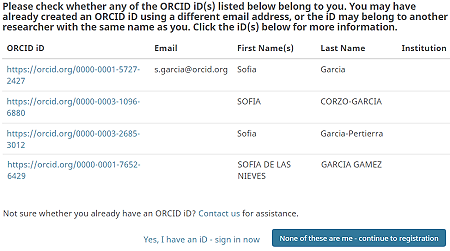 Please check whether any of the ORCID iD(s) listed below belong to you. You may have
already created an ORCID iD using a different email address, or the iD may belong to another
researcher with the same name as you. Click the iD(s) below for more information.
ORCID iD Email First Name(s) Last Name Institution
https://orcid.org/0000-0001-5727-
2427 s.garcia@orcid.org Sofia Garcia
https://orcid.org/0000-0003-1096-
6880 SOFIA CORZO-GARCIA
https://orcid.org/0000-0003-2685-
3012 Sofia Garcia-Pertierra
https://orcid.org/0000-0001-7652-
6429 SOFIA DE LAS
NIEVES GARCIA GAMEZ
Not sure whether you already have an ORCID iD? Contact us for assistance.
Yes, I have an iD - sign in now None of these are me - continue to registration